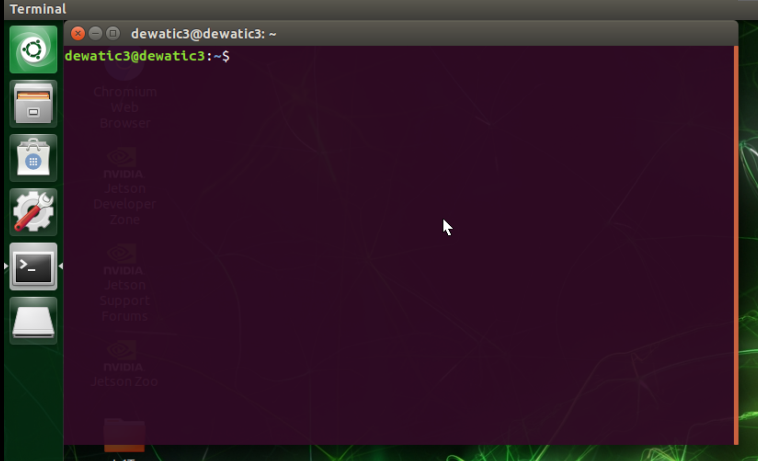 Terminal
dewatic3@dewatic3: ~
dewatic3@dewatic3:~$
Chromium
Web
Browser
NVIDIA
Jetson
Developer
Zone
NVIDIA
Jetson
Support
Forums
NVIDIA
Jetson Zoo